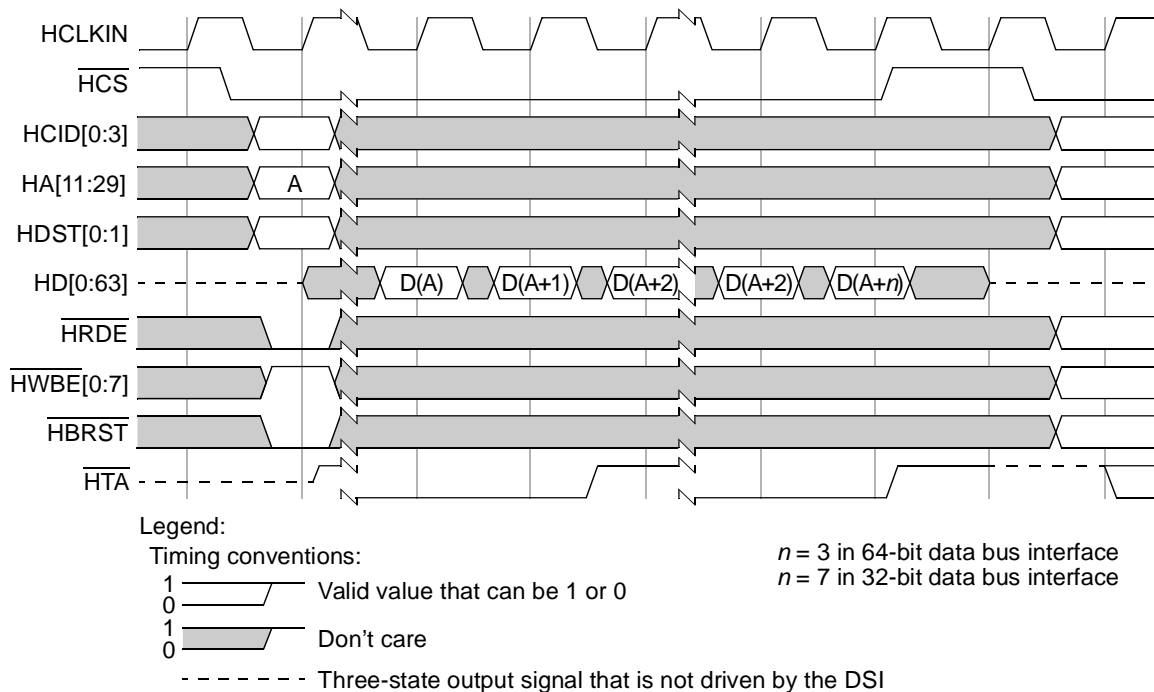 HCLKIN
HCS
HCID[0:3]
HA[11:29] A
HDST[0:1]
HD[0:63] D(A) D(A+1) D(A+2) D(A+2) D(A+n)
HRDE
HWBE[0:7]
HBRST
HTA
Legend:
Timing conventions:
1
0 Valid value that can be 1 or 0
1
0 Don't care
Three-state output signal that is not driven by the DSI
n = 3 in 64-bit data bus interface
n = 7 in 32-bit data bus interface